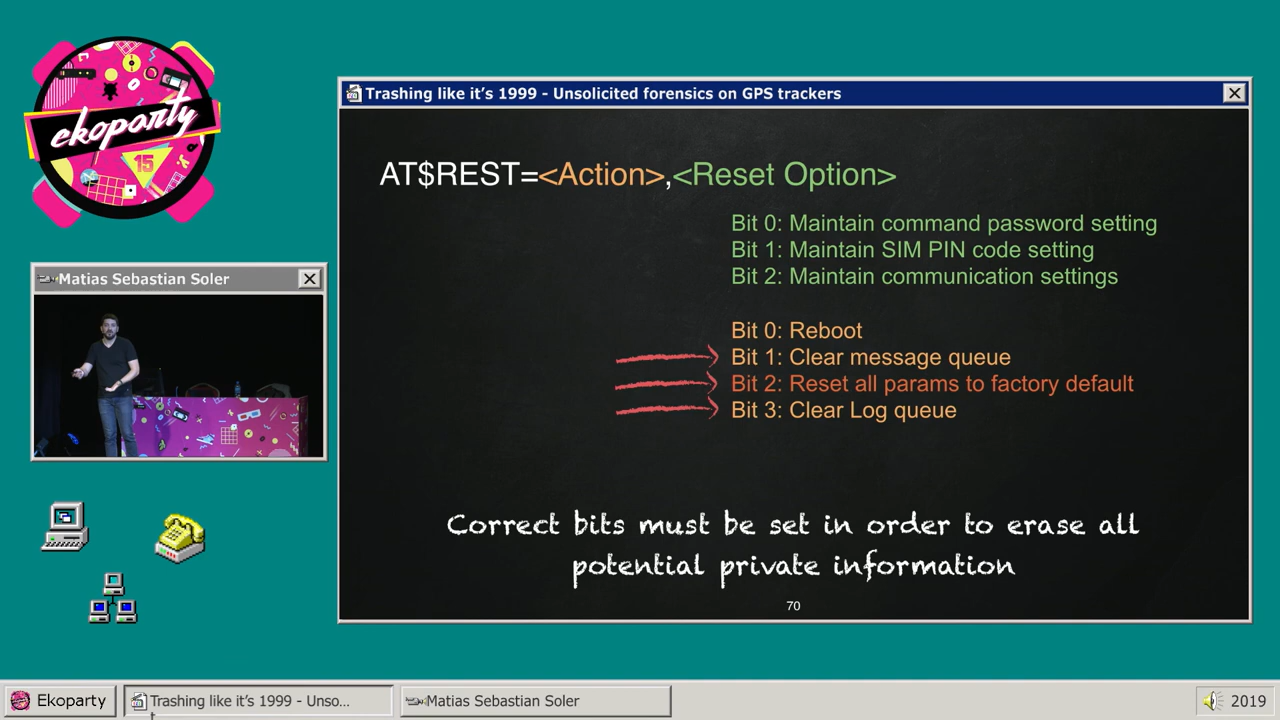 ekoparty
15
Trashing like it's 1999 - Unsolicited forensics on GPS trackers
AT$REST=<Action>,<Reset Option>
Bit 0: Maintain command password setting
Bit 1: Maintain SIM PIN code setting
Bit 2: Maintain communication settings
Bit 0: Reboot
Bit 1: Clear message queue
Bit 2: Reset all params to factory default
Bit 3: Clear Log queue
Correct bits must be set in order to erase all
potential private information
70
Matias Sebastian Soler
Ekoparty
Trashing like it's 1999 - Unso...
Matias Sebastian Soler
2019